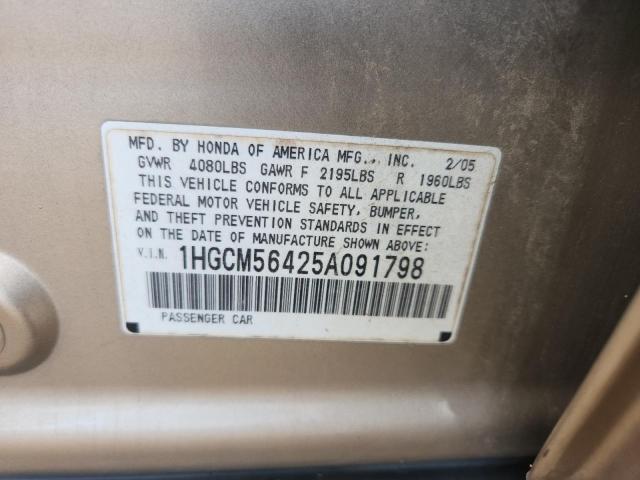 MFD. BY HONDA OF AMERICA MFG., INC. 2/05
GVWR 4080LBS GAWR F 2195LBS R 1960LBS
THIS VEHICLE CONFORMS TO ALL APPLICABLE
FEDERAL MOTOR VEHICLE SAFETY, BUMPER,
AND THEFT PREVENTION STANDARDS IN EFFECT
ON THE DATE OF MANUFACTURE SHOWN ABOVE:
V.I.N. 1HGCM56425A091798
PASSENGER CAR